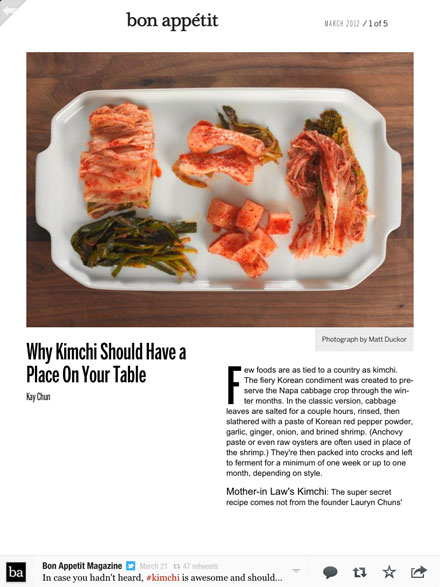 bon appétit
MARCH 2012 / 1 of 5
Photograph by Matt Duckor
Why Kimchi Should Have a
Place On Your Table
Kay Chun
Few foods are as tied to a country as kimchi.
The fiery Korean condiment was created to pre-
serve the Napa cabbage crop through the win-
ter months. In the classic version, cabbage
leaves are salted for a couple hours, rinsed, then
slathered with a paste of Korean red pepper powder,
garlic, ginger, onion, and brined shrimp. (Anchovy
paste or even raw oysters are often used in place of
the shrimp.) They're then packed into crocks and left
to ferment for a minimum of one week or up to one
month, depending on style.
Mother-in Law's Kimchi: The super secret
recipe comes not from the founder Lauryn Chuns'
ba
Bon Appetit Magazine March 21 47 retweets
In case you hadn't heard, #kimchi is awesome and should...